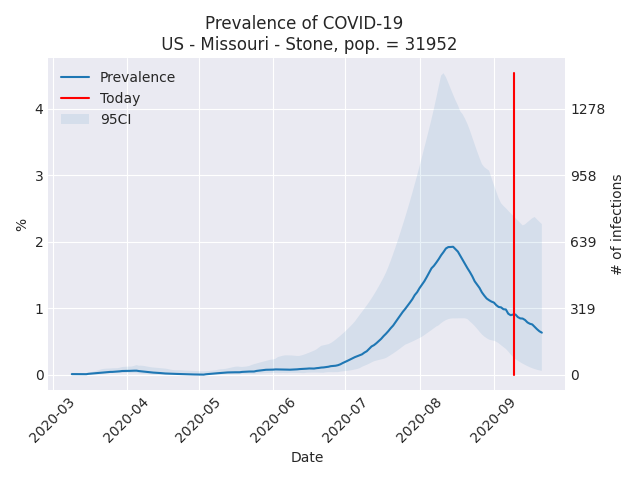 Prevalence of COVID-19
US - Missouri - Stone, pop. = 31952
Prevalence
Today
95CI
%
4
3
2
1
0
1278
958
639
319
0
# of infections
2020-03
2020-04
2020-05
2020-06
2020-07
2020-08
2020-09
Date